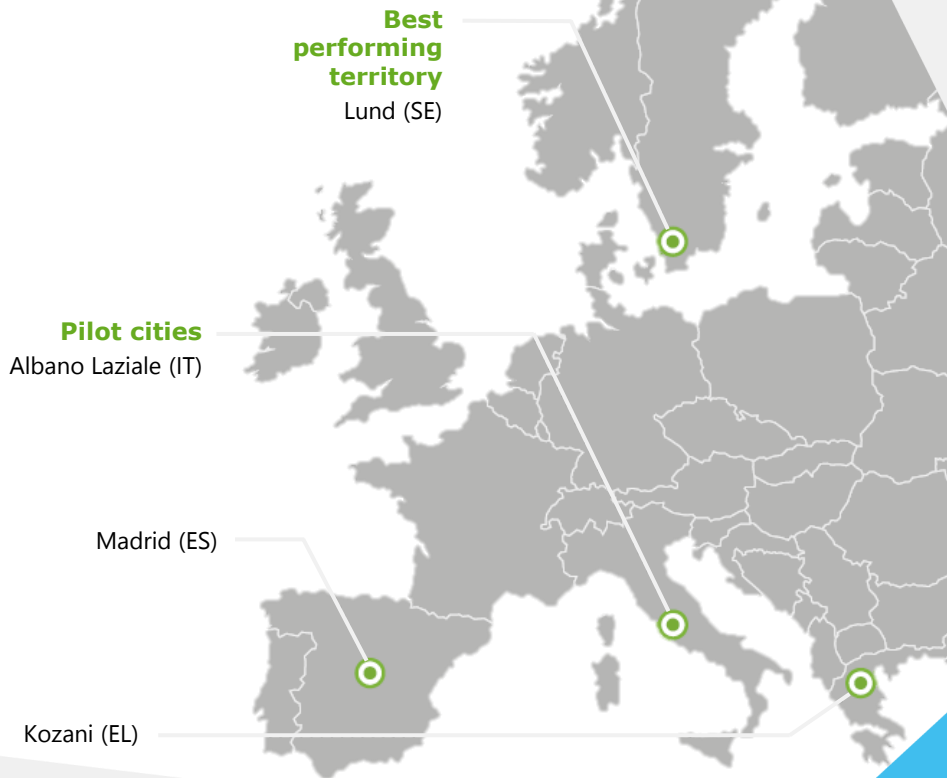 Best
performing
territory
Lund (SE)
Pilot cities
Albano Laziale (IT)
Madrid (ES)
Kozani (EL)